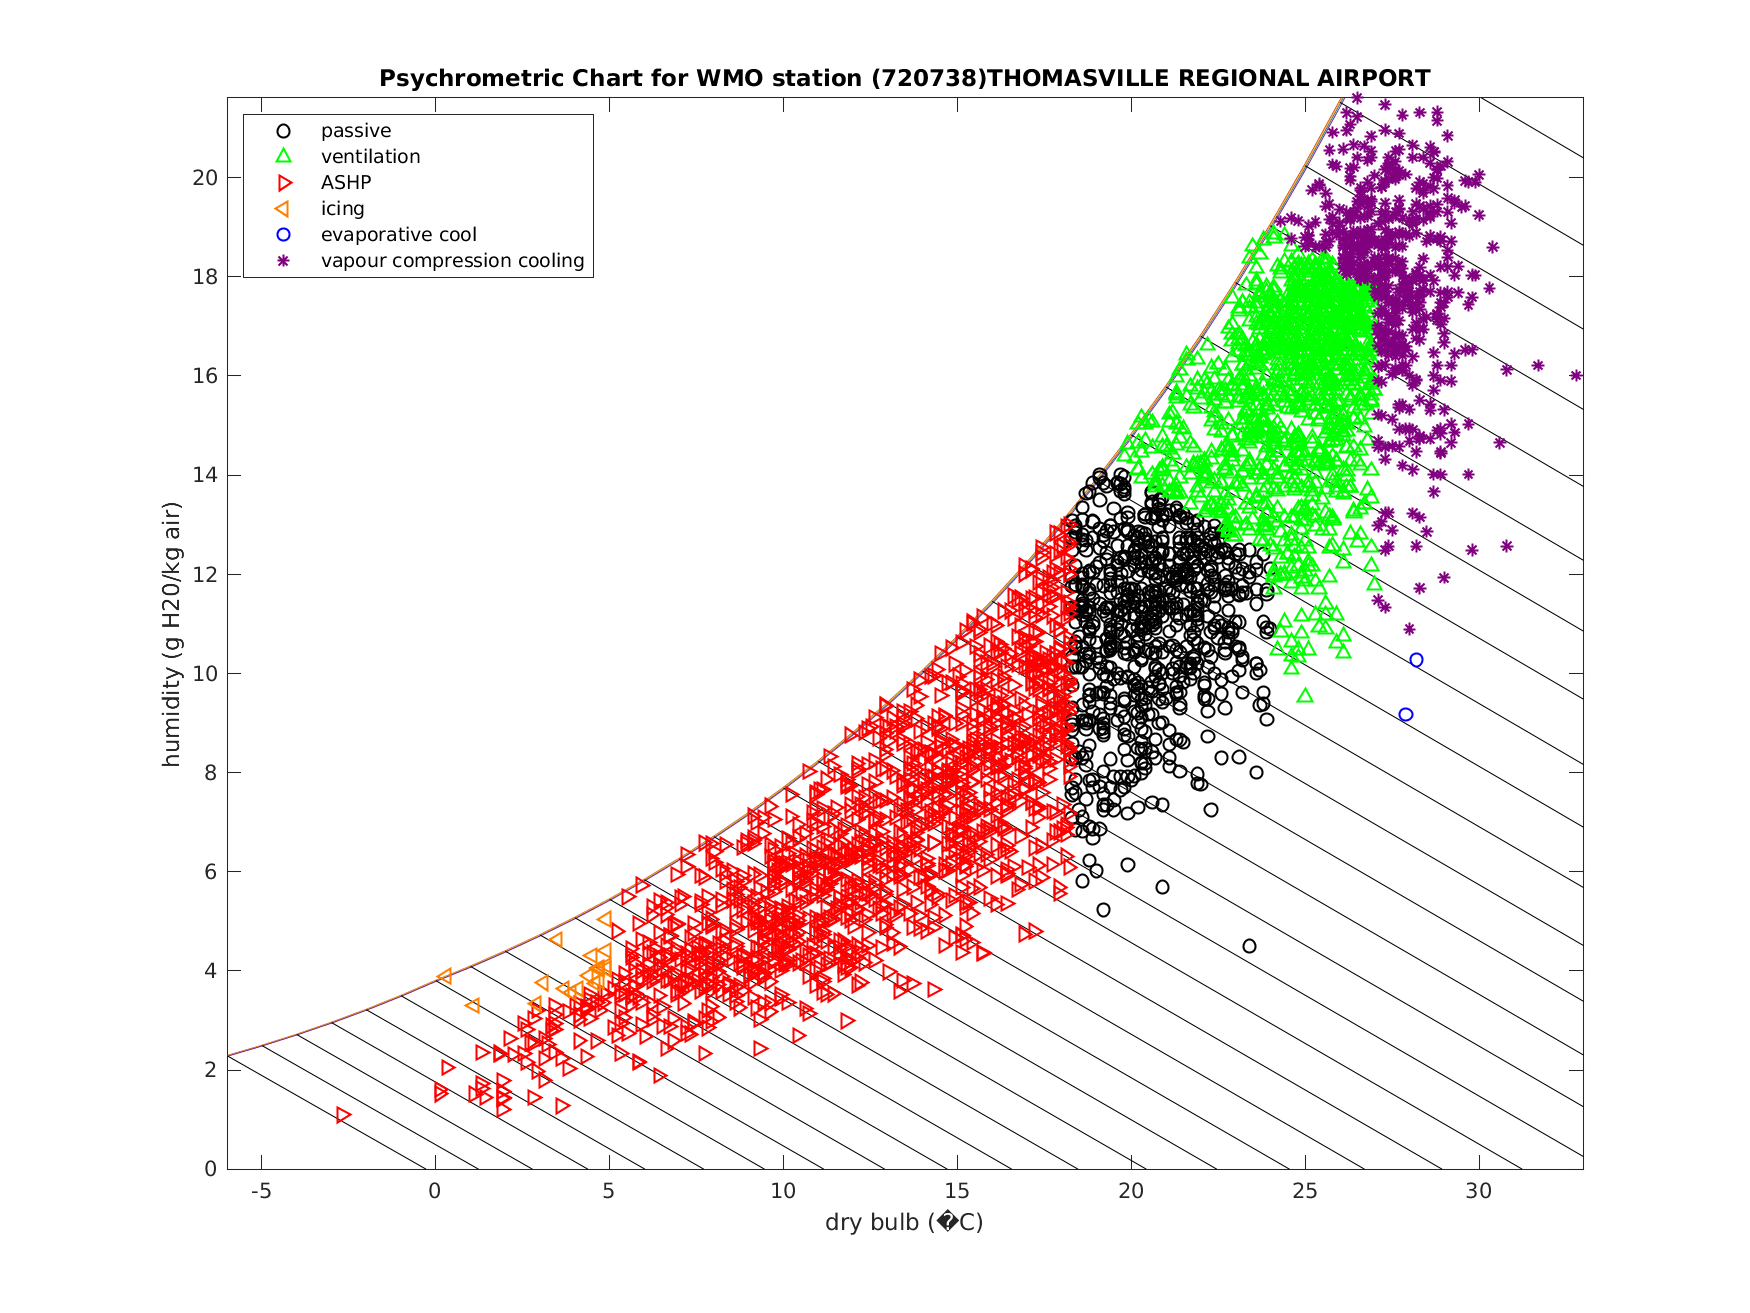 Psychrometric Chart for WMO station (720738)THOMASVILLE REGIONAL AIRPORT
passive
ventilation
ASHP
icing
evaporative cool
vapour compression cooling
humidity (g H20/kg air)
20
18
16
14
12
10
8
6
4
2
0
-5 0 5 10 15 20 25 30
dry bulb (�C)